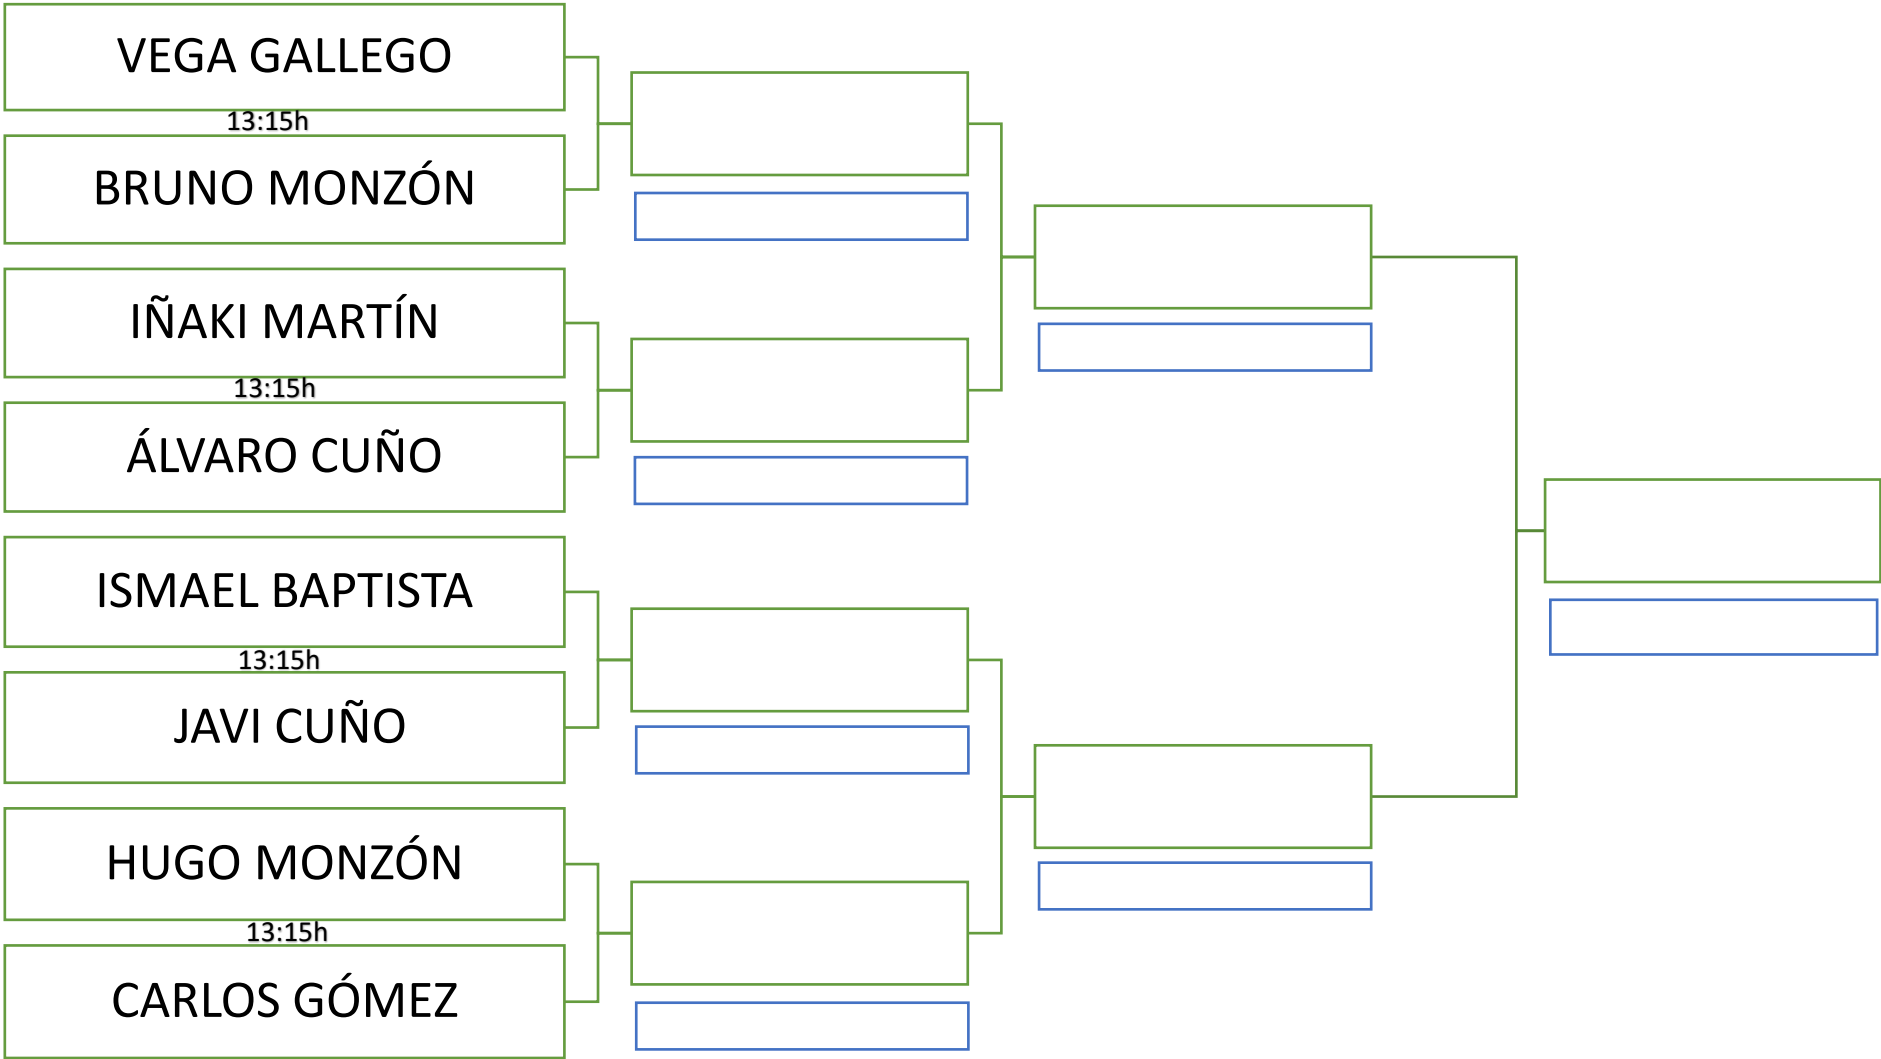 VEGA GALLEGO
13:15h
BRUNO MONZÓN
IÑAKI MARTÍN
13:15h
ÁLVARO CUÑO
ISMAEL BAPTISTA
13:15h
JAVI CUÑO
HUGO MONZÓN
13:15h
CARLOS GÓMEZ